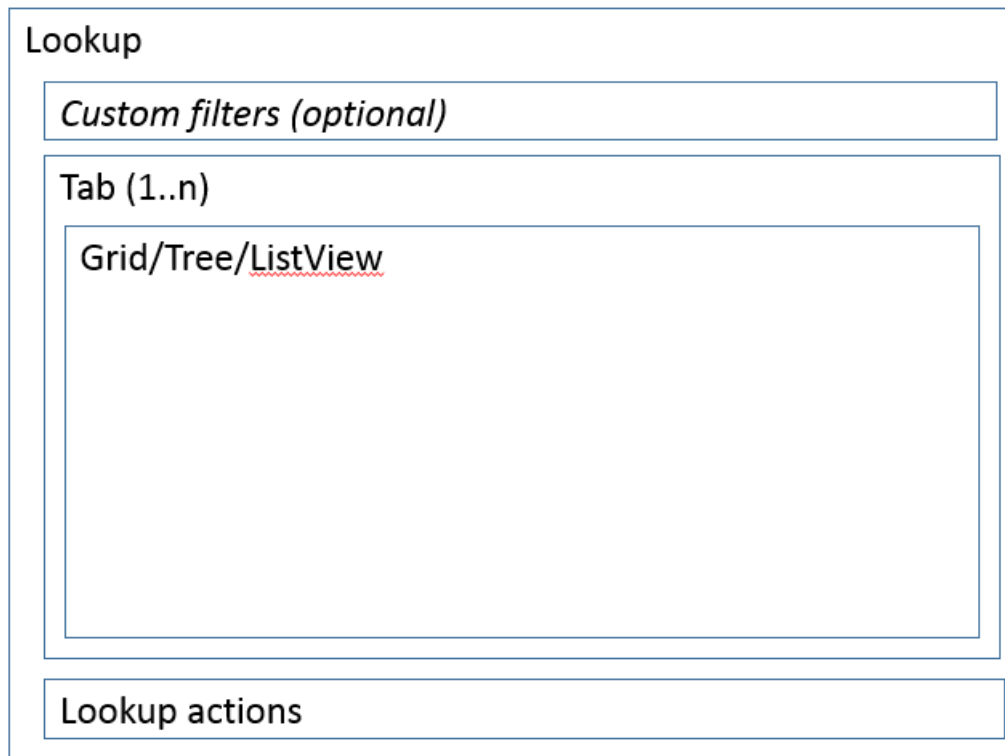 Lookup
Custom filters (optional)
Tab (1..n)
Grid/Tree/ListView
Lookup actions